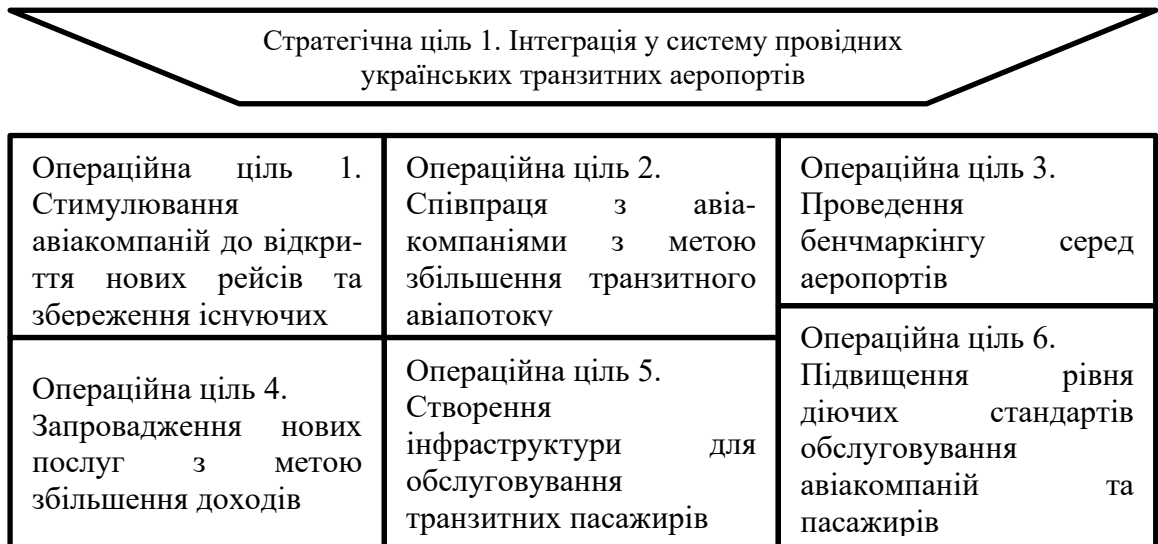 Стратегічна ціль 1. Інтеграція у систему провідних
українських транзитних аеропортів
Операційна ціль 1.
Стимулювання
авіакомпаній до відкри-
ття нових рейсів та
збереження існуючих
Операційна ціль 2.
Співпраця з авіа-
компаніями з метою
збільшення транзитного
авіапотоку
Операційна ціль 3.
Проведення
бенчмаркінгу серед
аеропортів
Операційна ціль 4.
Запровадження нових
послуг з метою
збільшення доходів
Операційна ціль 5.
Створення
інфраструктури для
обслуговування
транзитних пасажирів
Операційна ціль 6.
Підвищення рівня
діючих стандартів
обслуговування
авіакомпаній та
пасажирів